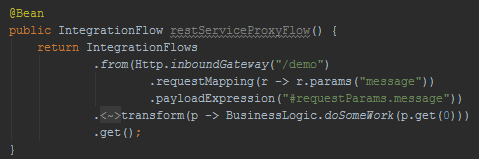 @Bean
public IntegrationFlow restServiceProxyFlow() {
    return IntegrationFlows
            .from(Http.inboundGateway("/demo")
                    .requestMapping(r -> r.params("message"))
                    .payloadExpression("#requestParams.message"))
            .<~>transform(p -> BusinessLogic.doSomeWork(p.get(0)))
            .get();
}